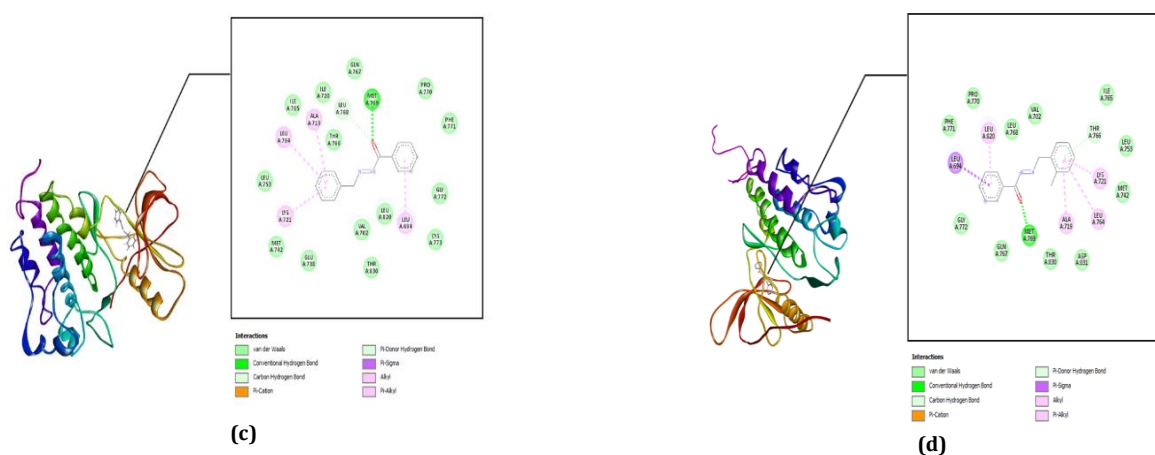 GLN
A:767
MET
A:769
PRO
A:770
ILE
A:765
ILE
LEU
A:768
ALA
A:719
PHE
A:771
LEU
A:764
THR
A:766
LEU
A:753
GLY
A:772
LYS
A:721
LEU
A:820
LEU
A:694
VAL
A:702
LYS
A:773
MET
A:742
GLU
A:738
THR
A:830
Interactions
van der Waals
Conventional Hydrogen Bond
Carbon Hydrogen Bond
Pi-Cation
Pi-Donor Hydrogen Bond
Pi-Sigma
Alkyl
Pi-Alkyl
(c)
PRO
A:770
ILE
A:765
VAL
A:702
PHE
A:771
LEU
A:820
LEU
A:768
THR
A:766
LEU
A:753
LEU
A:694
LYS
A:721
MET
A:742
GLY
A:772
ALA
A:719
LEU
A:764
MET
A:769
GLN
A:767
THR
A:830
ASP
A:831
Interactions
van der Waals
Conventional Hydrogen Bond
Carbon Hydrogen Bond
Pi-Cation
Pi-Donor Hydrogen Bond
Pi-Sigma
Alkyl
Pi-Alkyl
(d)